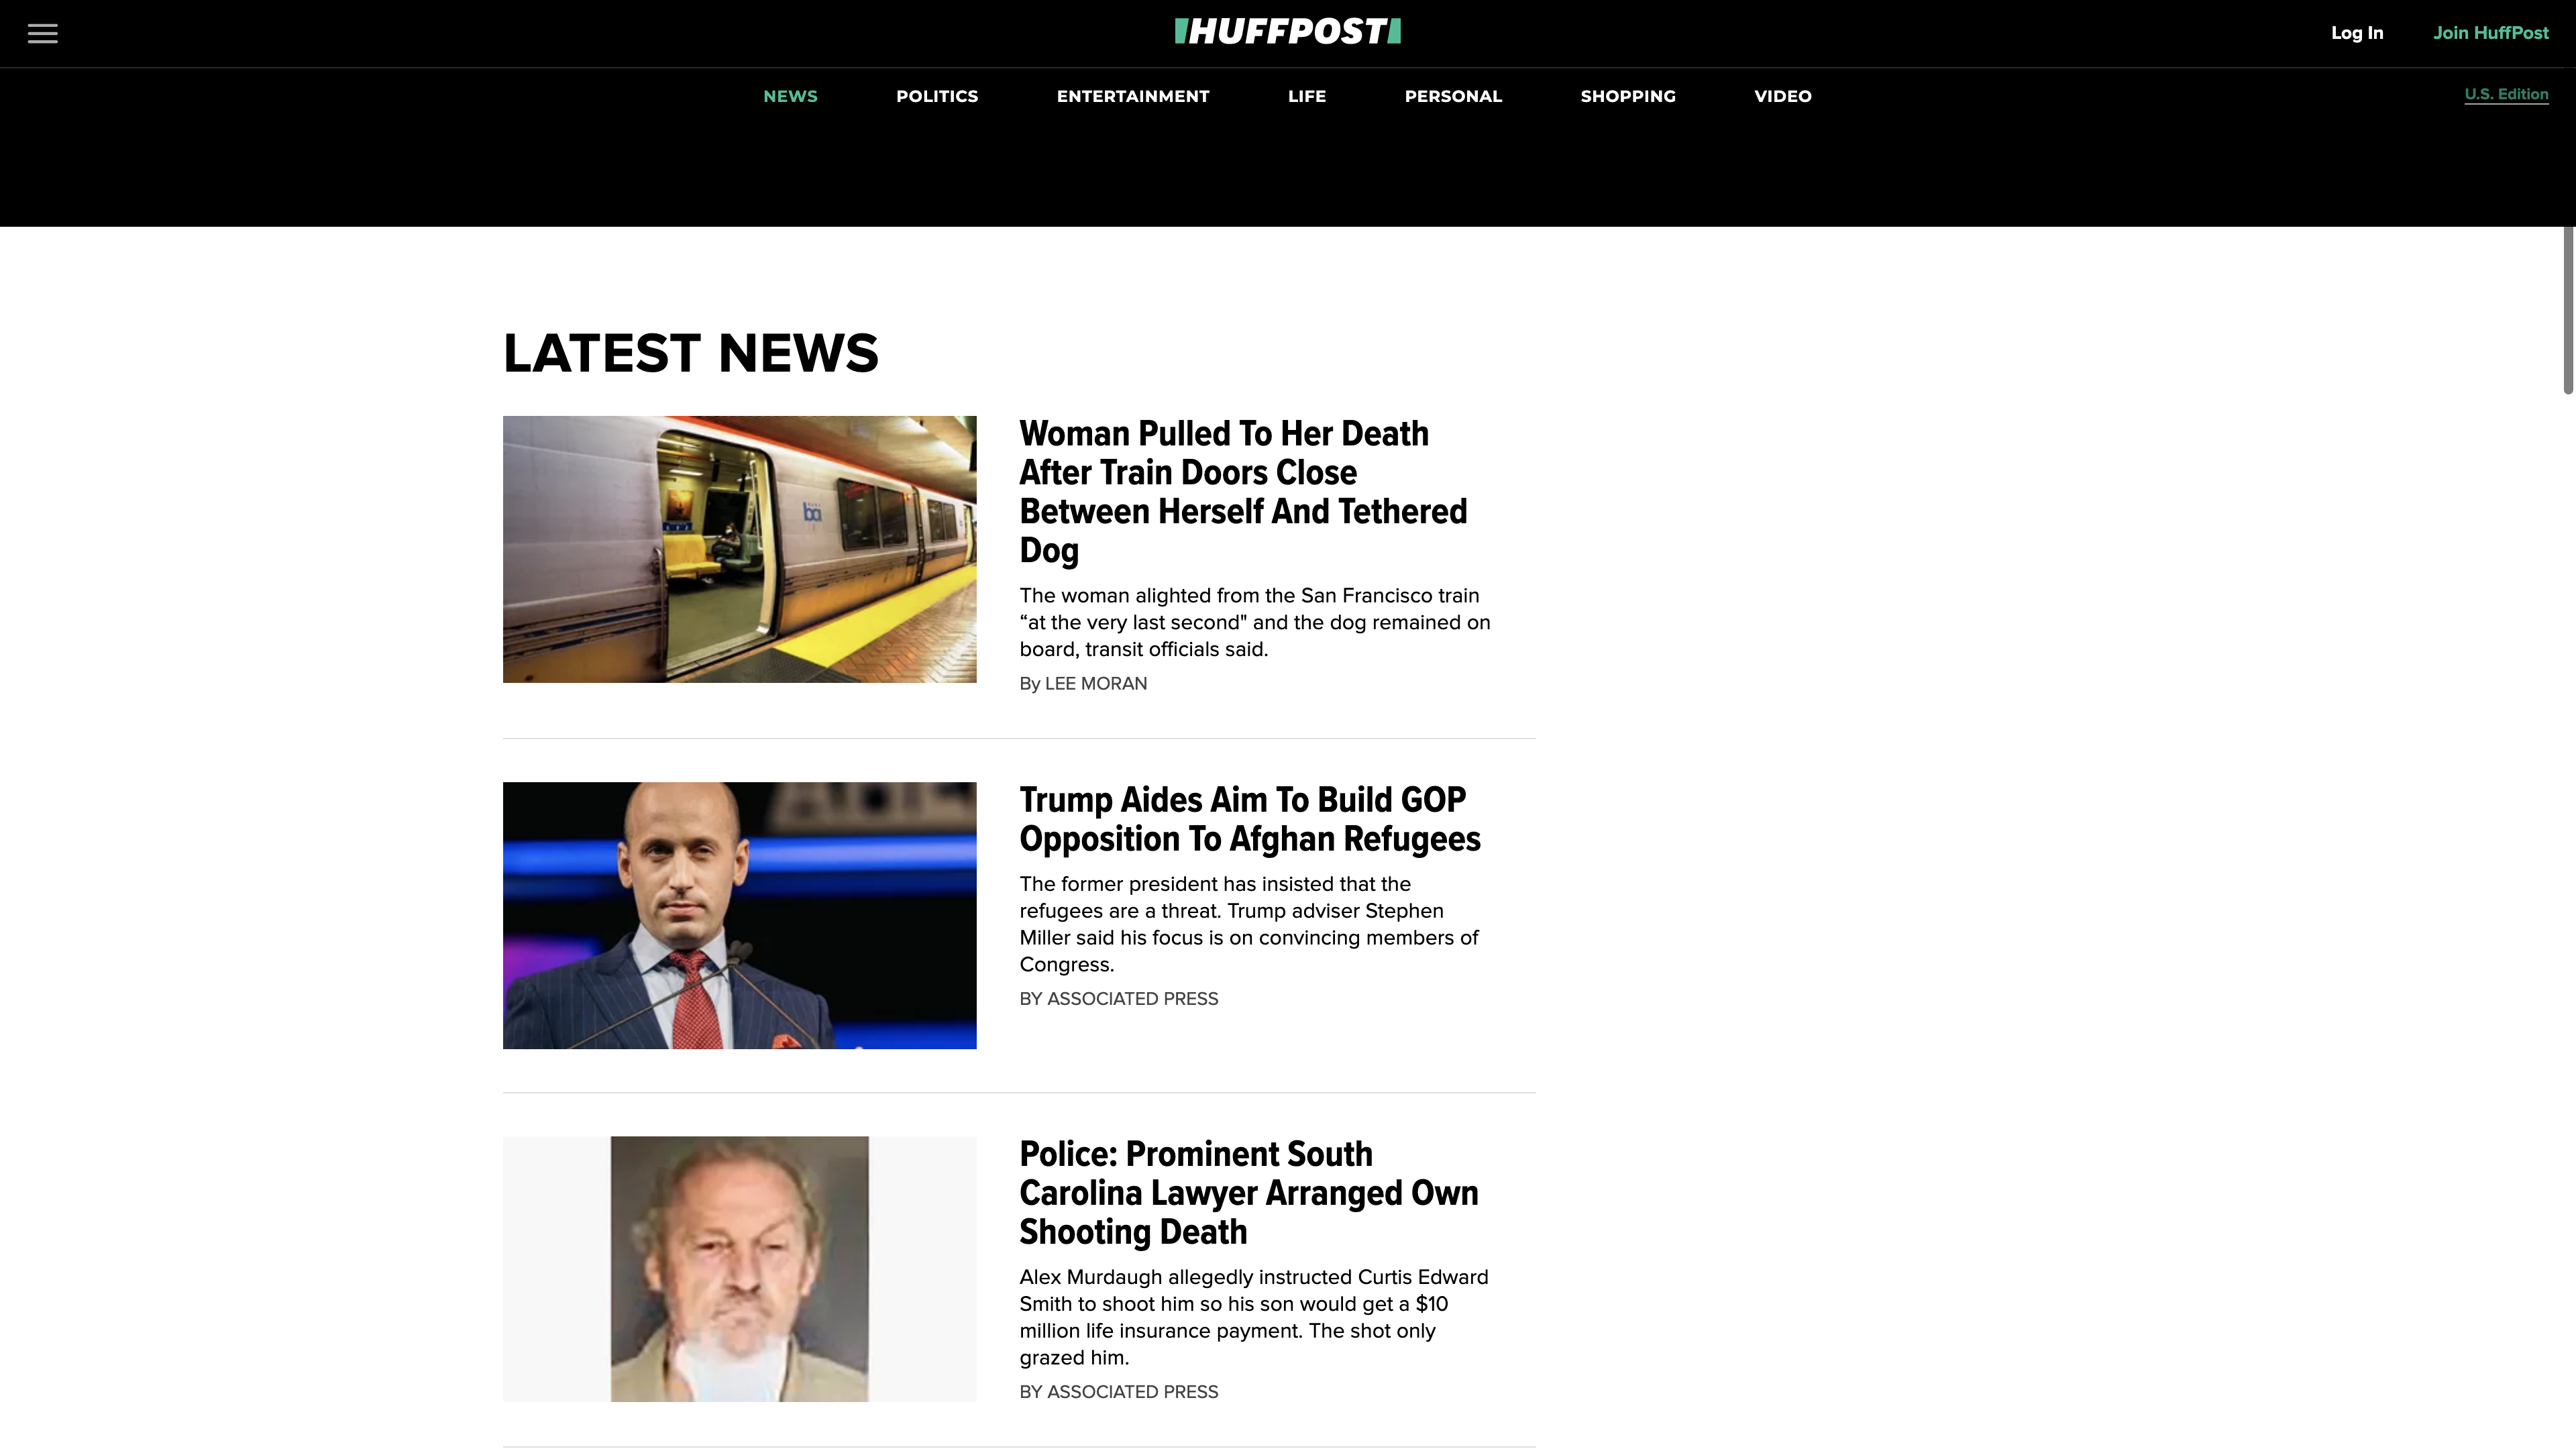 HUFFPOST
Log In
Join HuffPost
NEWS
POLITICS
ENTERTAINMENT
LIFE
PERSONAL
SHOPPING
VIDEO
U.S. Edition
LATEST NEWS
ba
Woman Pulled To Her Death
After Train Doors Close
Between Herself And Tethered
Dog
The woman alighted from the San Francisco train
“at the very last second" and the dog remained on
board, transit officials said.
By LEE MORAN
Trump Aides Aim To Build GOP
Opposition To Afghan Refugees
The former president has insisted that the
refugees are a threat. Trump adviser Stephen
Miller said his focus is on convincing members of
Congress.
BY ASSOCIATED PRESS
Police: Prominent South
Carolina Lawyer Arranged Own
Shooting Death
Alex Murdaugh allegedly instructed Curtis Edward
Smith to shoot him so his son would get a $10
million life insurance payment. The shot only
grazed him.
BY ASSOCIATED PRESS